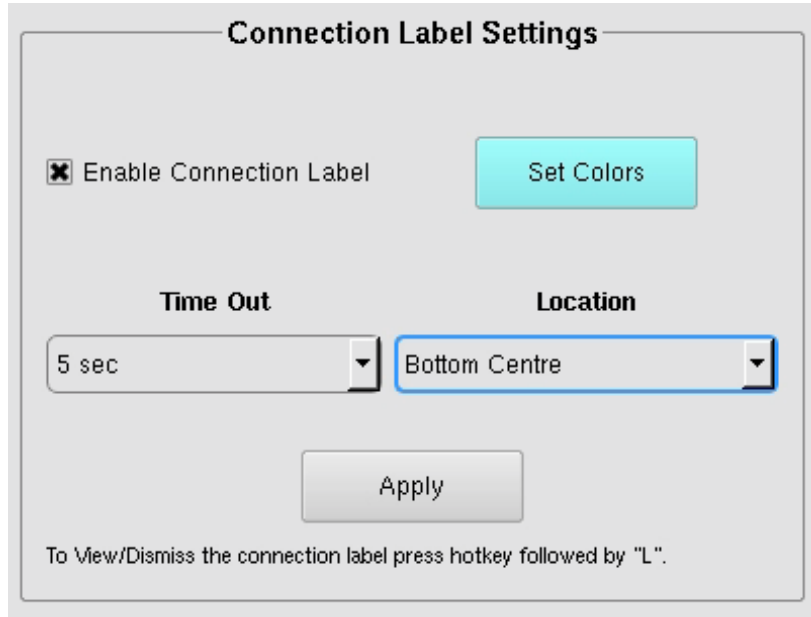 Connection Label Settings
Enable Connection Label
Set Colors
Time Out
Location
5 sec
Bottom Centre
Apply
To View/Dismiss the connection label press hotkey followed by "L".